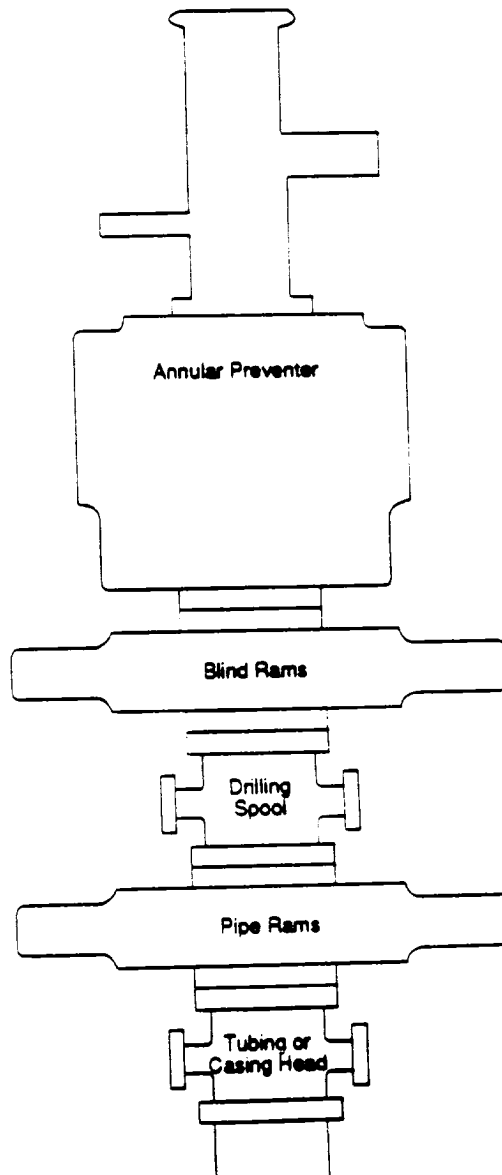 Annular Preventer
Blind Rams
Drilling
Spool
Pipe Rams
Tubing or
Casing Head